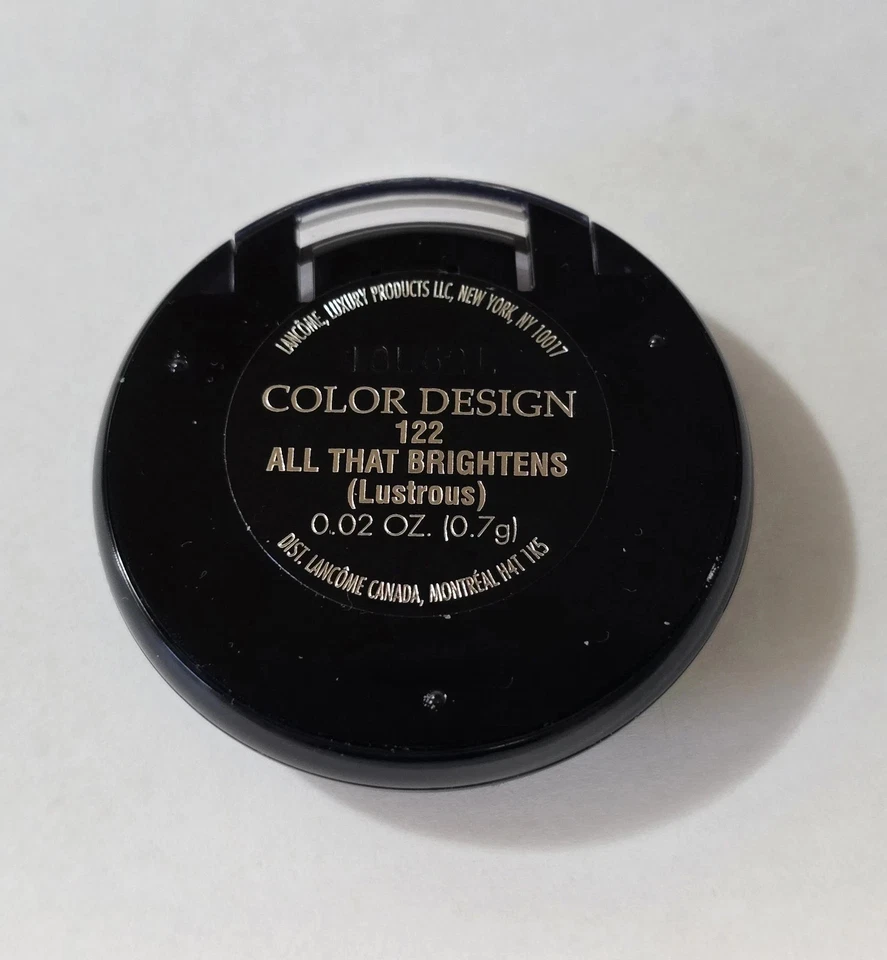 LANCÔME, LUXURY PRODUCTS LLC, NEW YORK, NY 10017
COLOR DESIGN
122
ALL THAT BRIGHTENS
(Lustrous)
0.02 OZ. (0.7g)
DIST. LANCÔME CANADA, MONTRÉAL H4T 1K5